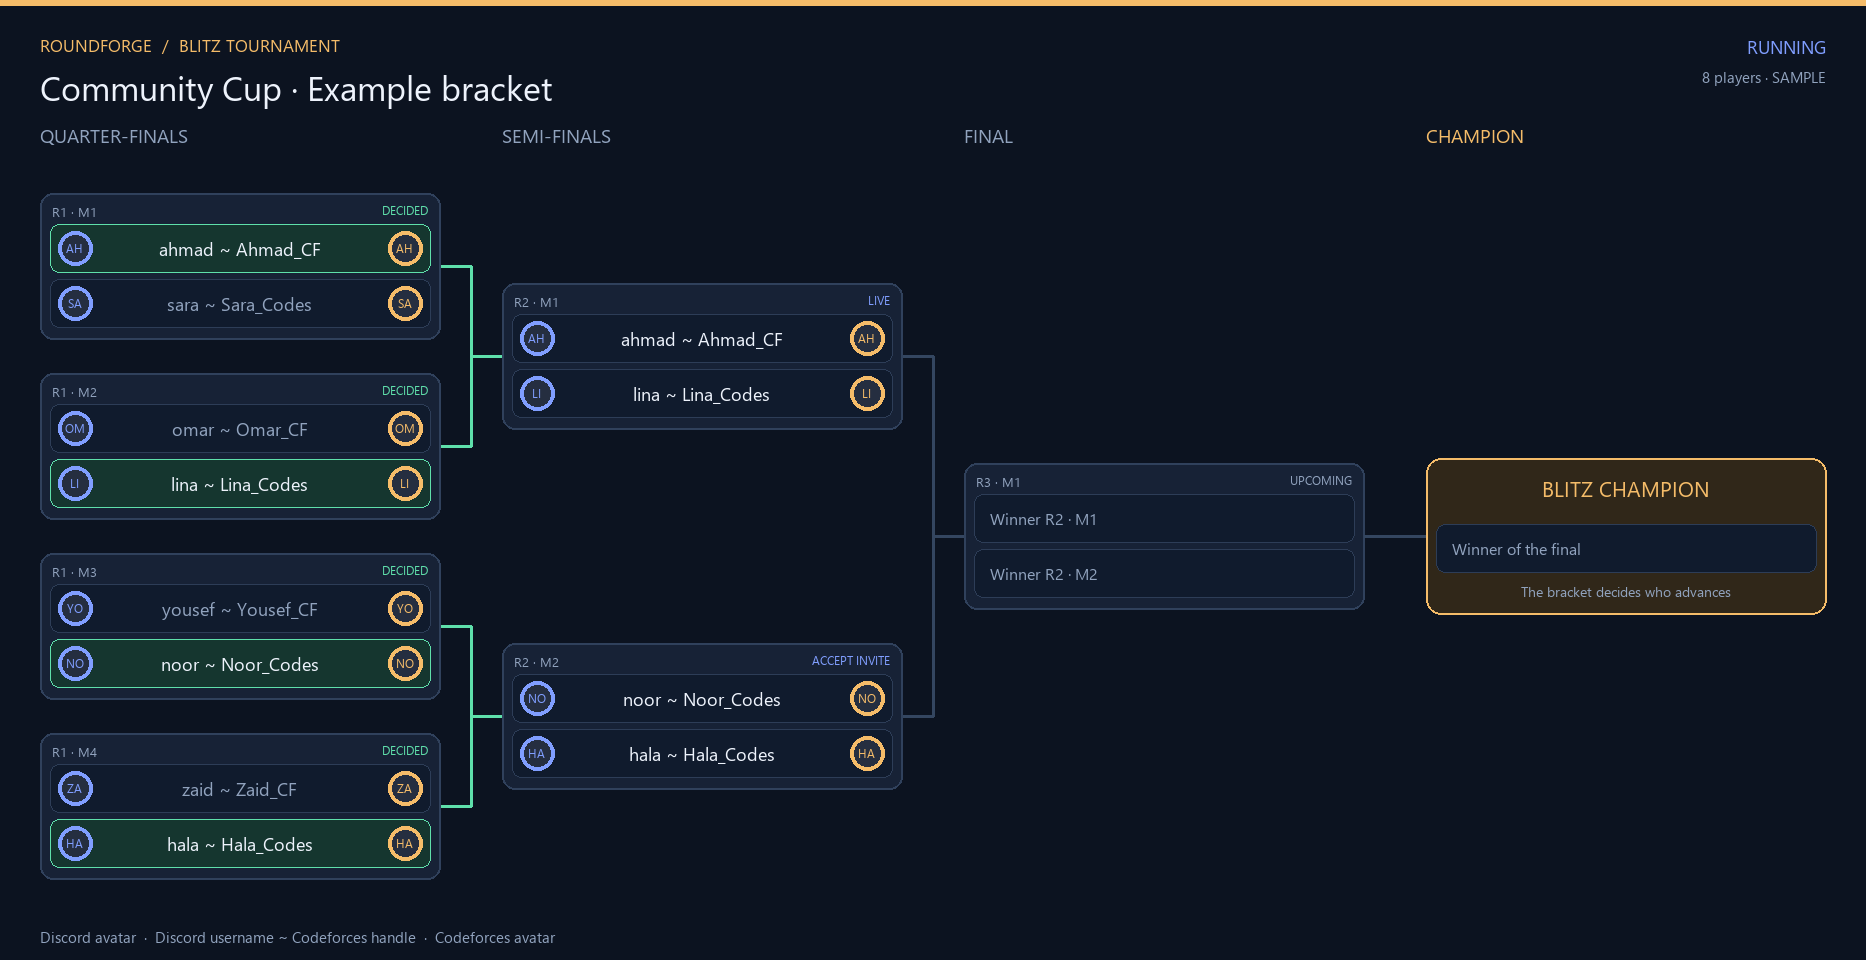 ROUNDFORGE / BLITZ TOURNAMENT
RUNNING
Community Cup · Example bracket
8 players · SAMPLE
QUARTER-FINALS
SEMI-FINALS
FINAL
CHAMPION
R1 · M1
DECIDED
AH ahmad ~ Ahmad_CF AH
SA sara ~ Sara_Codes SA
R1 · M2
DECIDED
OM omar ~ Omar_CF OM
LI lina ~ Lina_Codes LI
R1 · M3
DECIDED
YO yousef ~ Yousef_CF YO
NO noor ~ Noor_Codes NO
R1 · M4
DECIDED
ZA zaid ~ Zaid_CF ZA
HA hala ~ Hala_Codes HA
R2 · M1
LIVE
AH ahmad ~ Ahmad_CF AH
LI lina ~ Lina_Codes LI
R2 · M2
ACCEPT INVITE
NO noor ~ Noor_Codes NO
HA hala ~ Hala_Codes HA
R3 · M1
UPCOMING
Winner R2 · M1
Winner R2 · M2
BLITZ CHAMPION
Winner of the final
The bracket decides who advances
Discord avatar · Discord username ~ Codeforces handle · Codeforces avatar